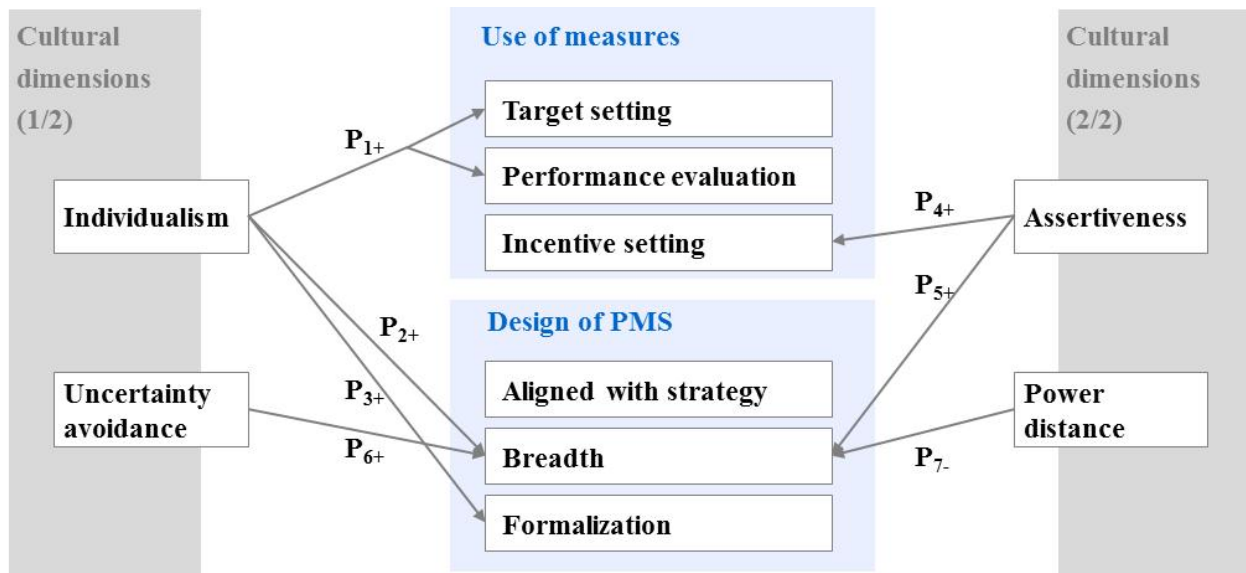 Cultural
dimensions
(1/2)
Individualism
Uncertainty
avoidance
P1+
P2+
P3+
P6+
Use of measures
Target setting
Performance evaluation
Incentive setting
Design of PMS
Aligned with strategy
Breadth
Formalization
P4+
P5+
P7-
Cultural
dimensions
(2/2)
Assertiveness
Power
distance